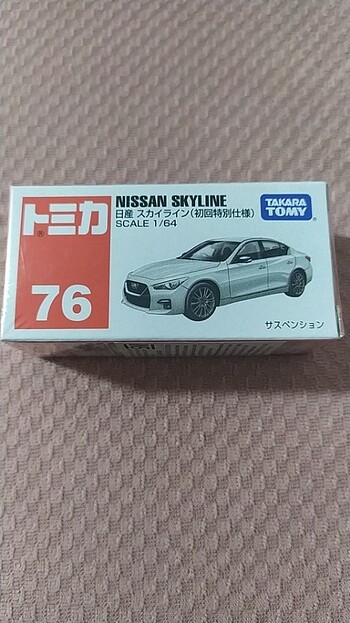 トミカ
76
NISSAN SKYLINE
日産 スカイライン(初回特別仕様)
SCALE 1/64
TAKARA
TOMY
サスペンション